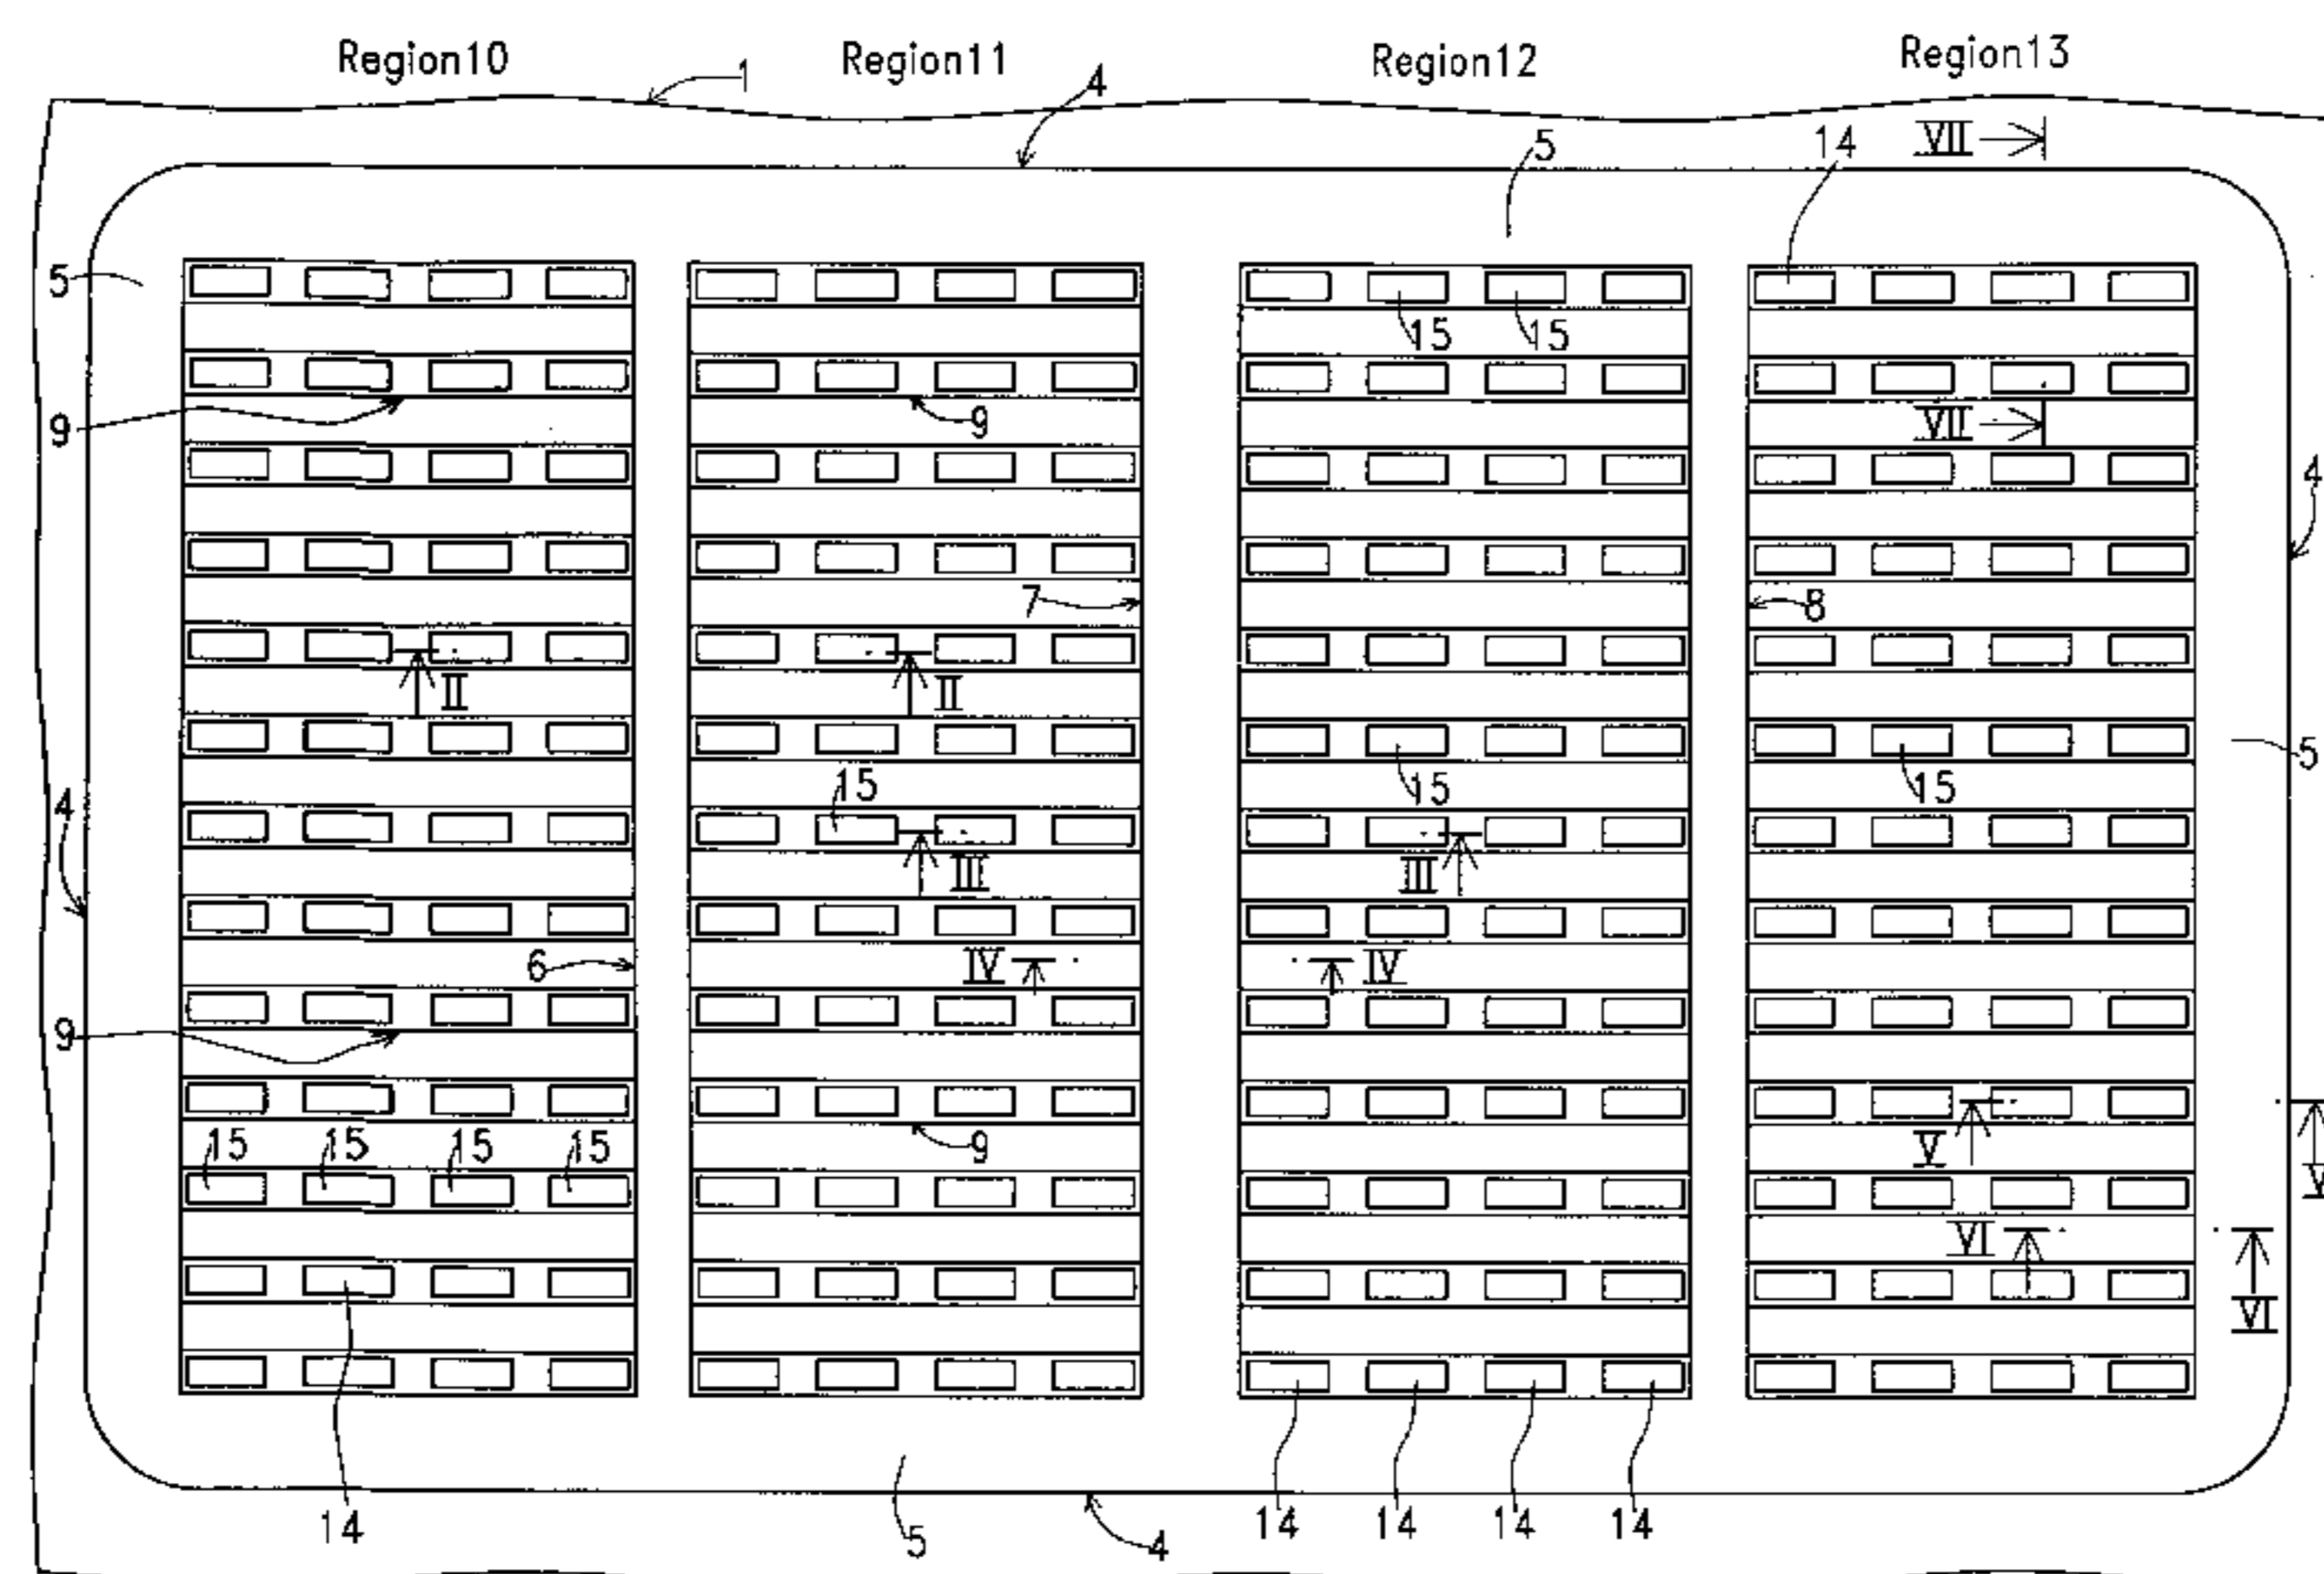 Region10 Region11 Region12 Region13
1 4
5 14 VII
5
15 15
9 9 VII
4
7 8
II II
5
15 15 15
4
III III
6 IV IV
9
15 15 15 15 9 V V
VI
VI
14 14 14 14 14
5 4